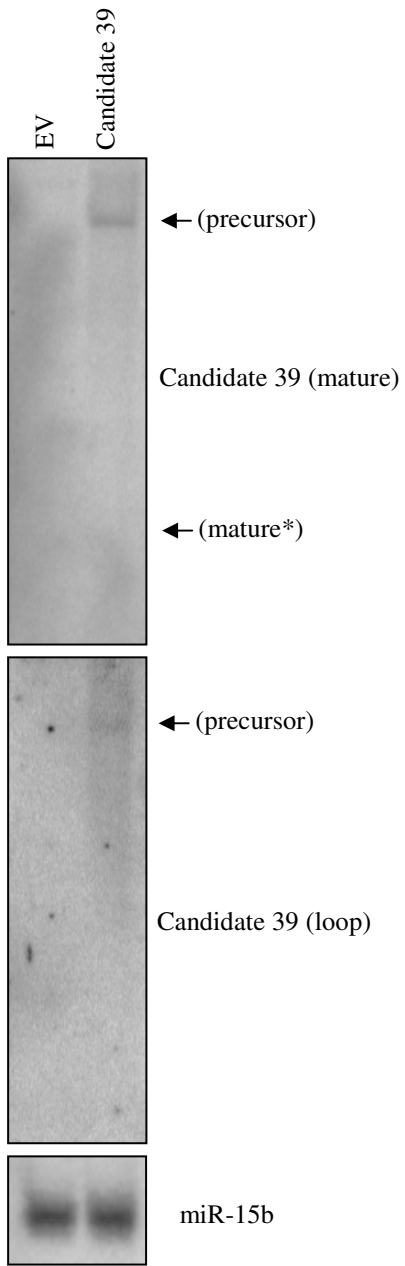 EV
Candidate 39
(precursor)
Candidate 39 (mature)
(mature*)
(precursor)
Candidate 39 (loop)
miR-15b